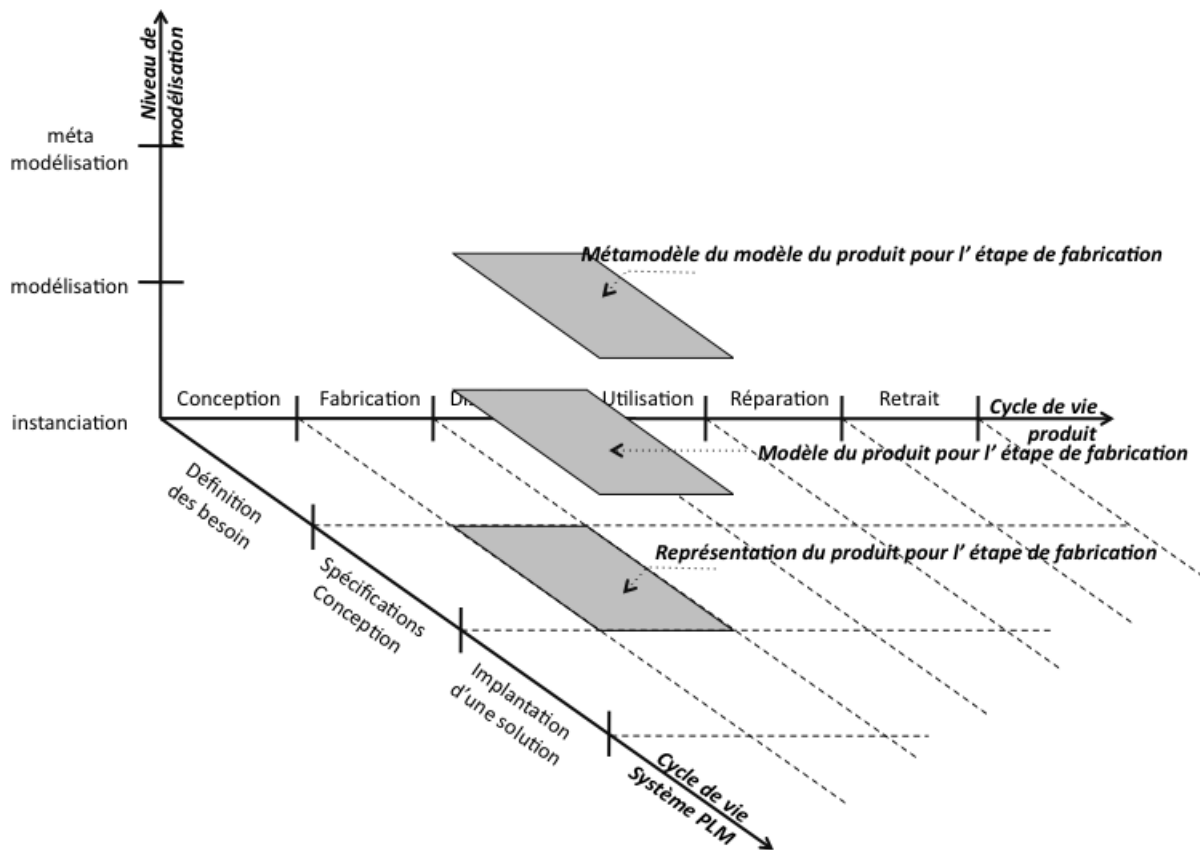 Niveau de
modélisation
méta
modélisation
Métamodèle du modèle du produit pour l’ étape de fabrication
modélisation
Conception
Fabrication
Utilisation
Réparation
Retrait
Cycle de vie
produit
instanciation
Modèle du produit pour l’ étape de fabrication
Définition
des besoin
Représentation du produit pour l’ étape de fabrication
Spécifications
Conception
Implantation
d’une solution
Cycle de vie
Système PLM